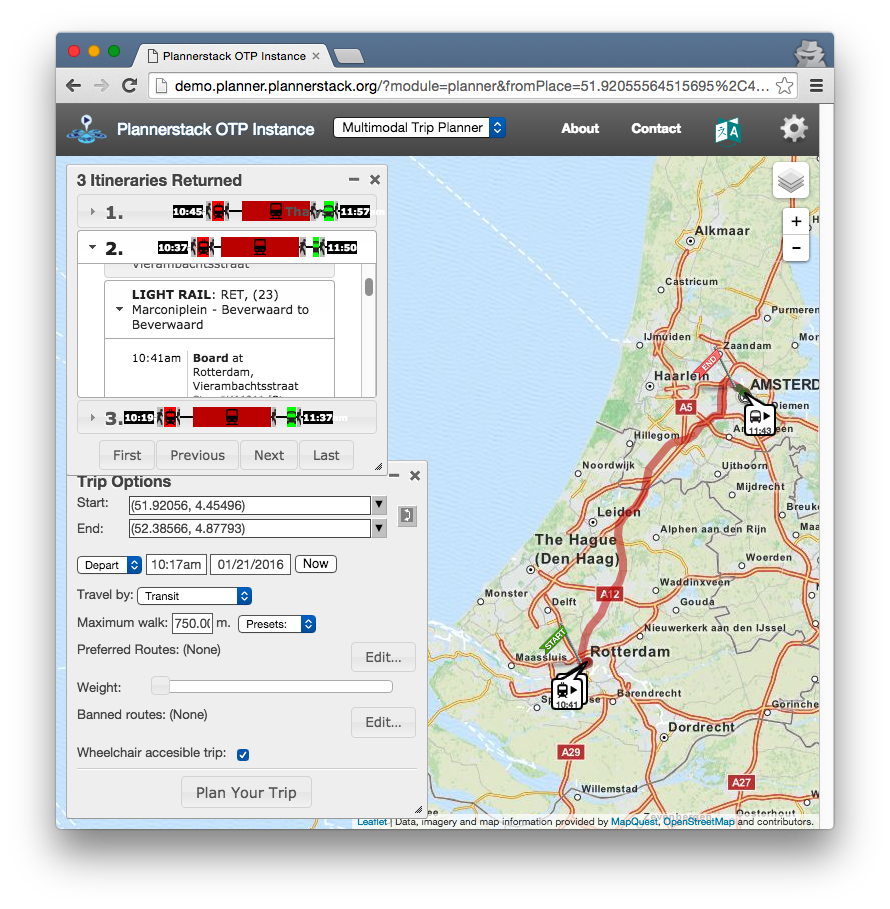 Plannerstack OTP Instance
demo.planner.plannerstack.org/?module=planner&fromPlace=51.92055564515695%2C4...
Plannerstack OTP Instance
Multimodal Trip Planner
About
Contact
3 Itineraries Returned
1.
10:45
11:57
2.
10:37
11:50
Vierambachtsstraat
LIGHT RAIL: RET, (23)
Marconiplein - Beverwaard to
Beverwaard
10:41am
Board at
Rotterdam,
Vierambachtsstraat
3.
10:19
11:37
First
Previous
Next
Last
Trip Options
Start:
(51.92056, 4.45496)
End:
(52.38566, 4.87793)
Depart
10:17am
01/21/2016
Now
Travel by:
Transit
Maximum walk:
750.00
m.
Presets:
Preferred Routes: (None)
Edit...
Weight:
Banned routes: (None)
Edit...
Wheelchair accesible trip:
Plan Your Trip
+
-
Alkmaar
Castricum
Purmeren
IJmuiden
Zaandam
Mon
END
Haarlem
AMSTERD
A5
Diemen
11:43
Hillegom
Uithoorn
Noordwijk
Mijdrecht
Breuke
Leiden
Alphen aan den Rijn
The Hague
(Den Haag)
Woerden
Waddinxveen
Monster
A12
Delft
Gouda
START
Nieuwerkerk aan den IJssel
Maassluis
Rotterdam
10:41
Barendrecht
Gorinche
Dordrecht
A29
A27
Willemstad
Zevenbergen
Oosterhout
Leaflet | Data, imagery and map information provided by MapQuest, OpenStreetMap and contributors.